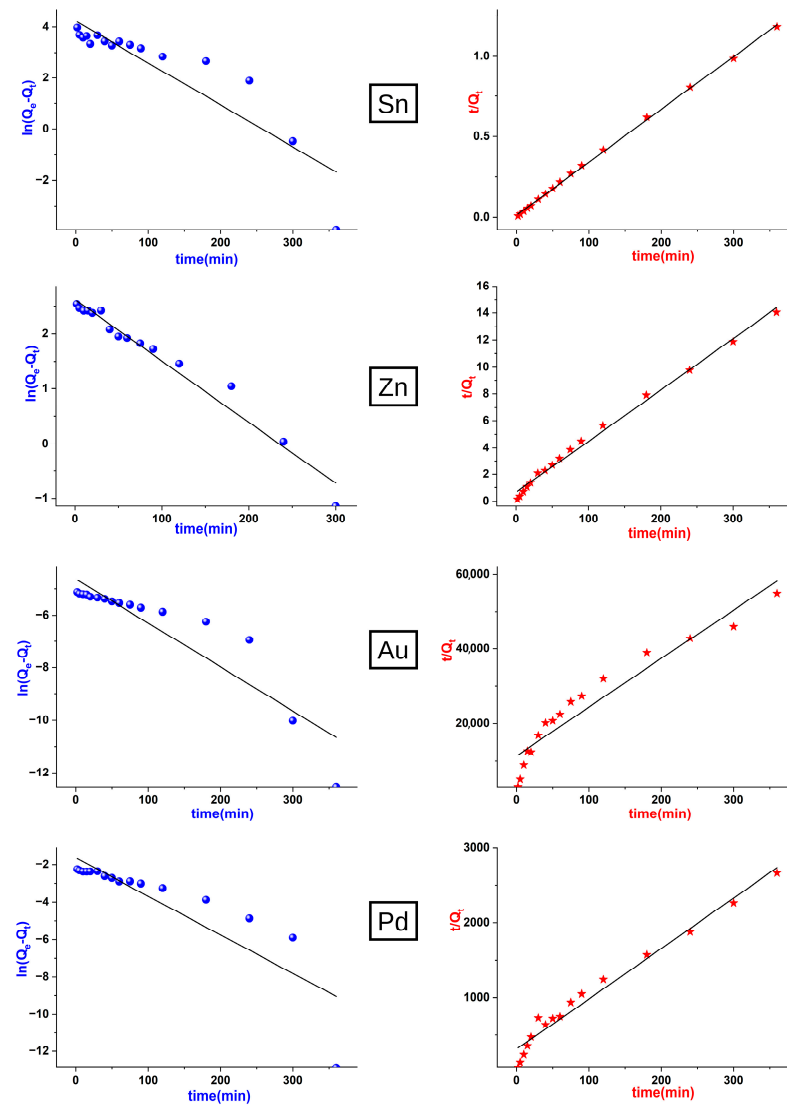 4
2
0
−2
ln(Qe-Qt)
0 100 200 300
time(min)
Sn
1.0
0.5
0.0
t/Qt
0 100 200 300
time(min)
2
1
0
−1
ln(Qe-Qt)
0 100 200 300
time(min)
Zn
16
14
12
10
8
6
4
2
0
t/Qt
0 100 200 300
time(min)
−6
−8
−10
−12
ln(Qe-Qt)
0 100 200 300
time(min)
Au
60,000
40,000
20,000
t/Qt
0 100 200 300
time(min)
−2
−4
−6
−8
−10
−12
ln(Qe-Qt)
0 100 200 300
time(min)
Pd
3000
2000
1000
t/Qt
0 100 200 300
time(min)